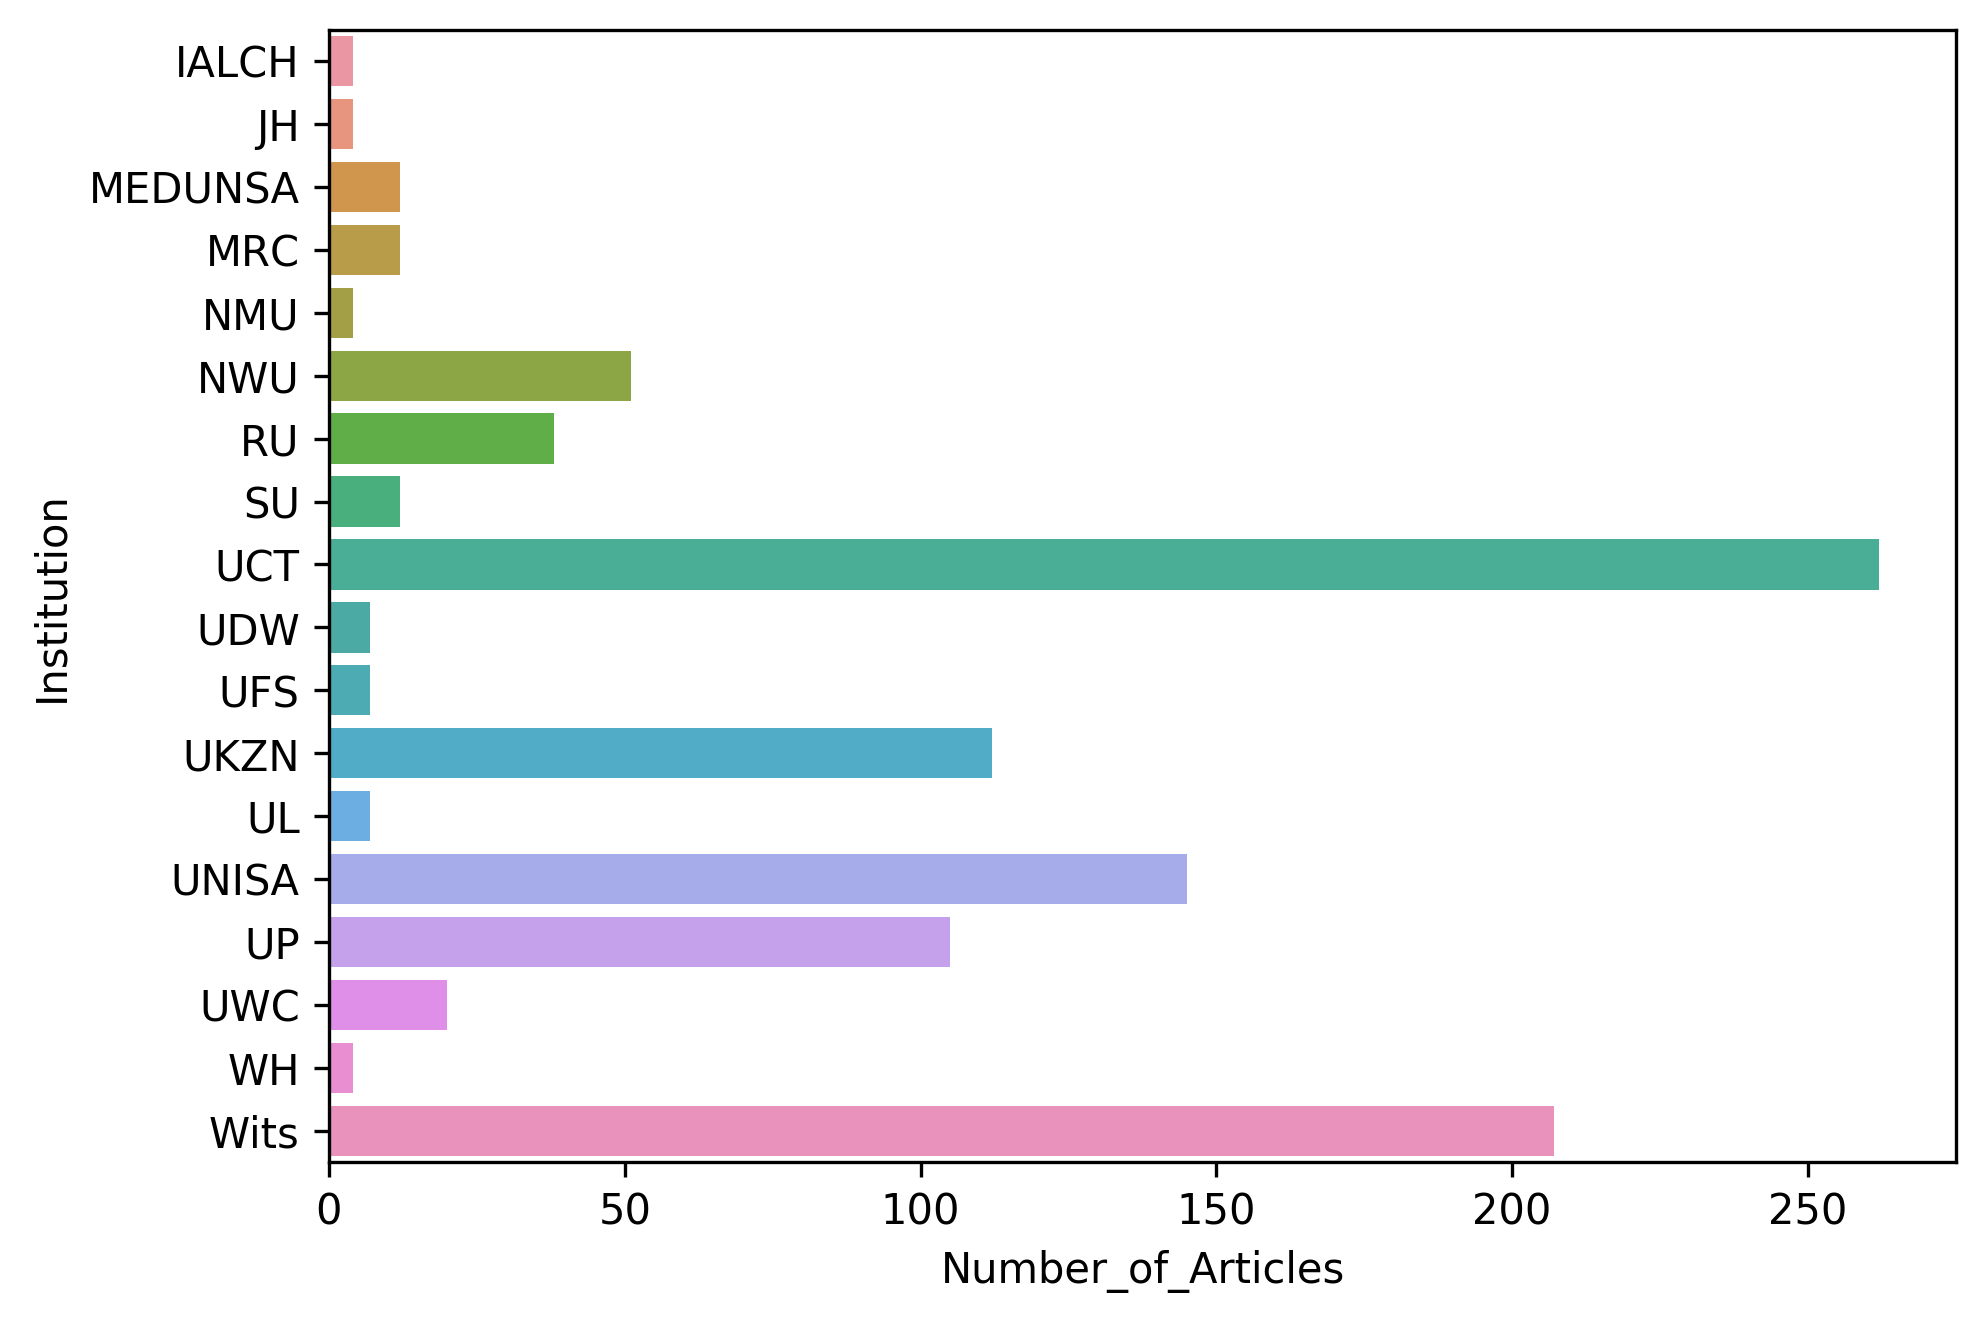 IALCH
JH
MEDUNSA
MRC
NMU
NWU
RU
SU
UCT
UDW
UFS
UKZN
UL
UNISA
UP
UWC
WH
Wits
Institution
0 50 100 150 200 250
Number_of_Articles